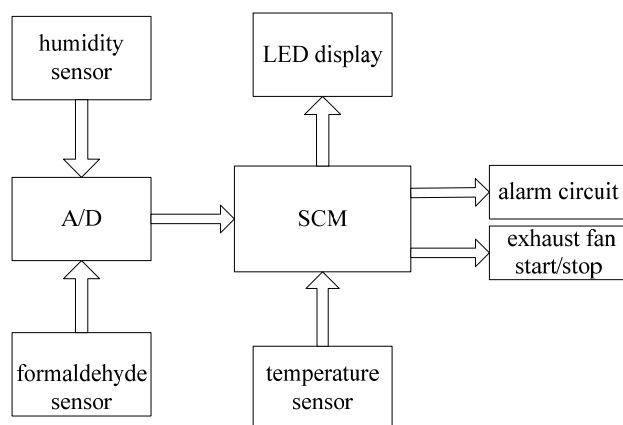 humidity
sensor
LED display
A/D
SCM
alarm circuit
exhaust fan
start/stop
formaldehyde
sensor
temperature
sensor